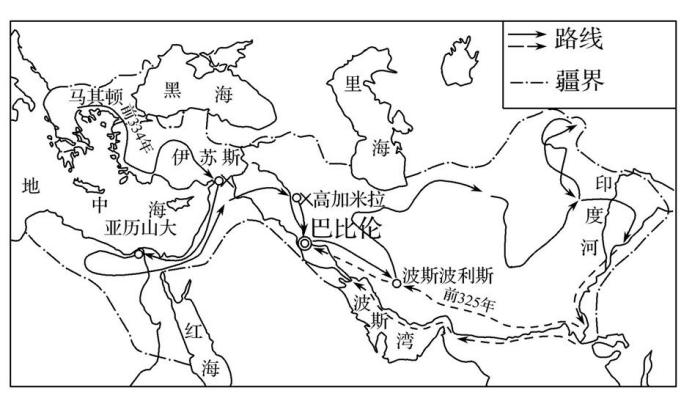 路线
疆界
马其顿
黑海
里海
前334年
伊苏斯
地中海
高加米拉
印度河
亚历山大
巴比伦
波斯波利斯
前325年
波斯湾
红海